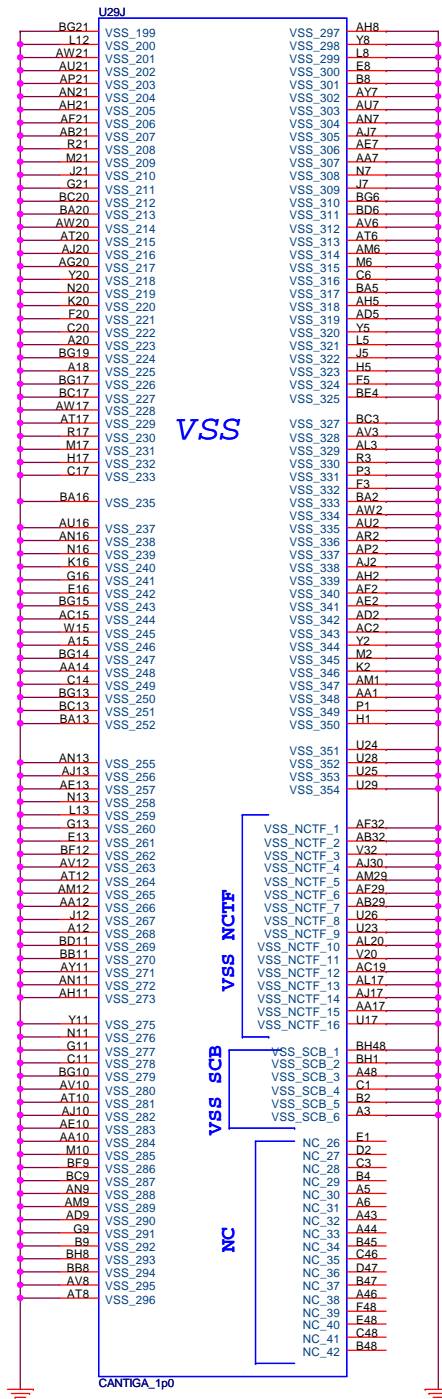 U29J
BG21 VSS_199
L12 VSS_200
AW21 VSS_201
AU21 VSS_202
AP21 VSS_203
AN21 VSS_204
AH21 VSS_205
AF21 VSS_206
AB21 VSS_207
R21 VSS_208
M21 VSS_209
J21 VSS_210
G21 VSS_211
BC20 VSS_212
BA20 VSS_213
AW20 VSS_214
AT20 VSS_215
AJ20 VSS_216
AG20 VSS_217
Y20 VSS_218
N20 VSS_219
K20 VSS_220
F20 VSS_221
C20 VSS_222
A20 VSS_223
BG19 VSS_224
A18 VSS_225
BG17 VSS_226
BC17 VSS_227
AW17 VSS_228
AT17 VSS_229
R17 VSS_230
M17 VSS_231
H17 VSS_232
C17 VSS_233
BA16 VSS_235
AU16 VSS_237
AN16 VSS_238
N16 VSS_239
K16 VSS_240
G16 VSS_241
E16 VSS_242
BG15 VSS_243
AC15 VSS_244
W15 VSS_245
A15 VSS_246
BG14 VSS_247
AA14 VSS_248
C14 VSS_249
BG13 VSS_250
BC13 VSS_251
BA13 VSS_252
AN13 VSS_255
AJ13 VSS_256
AE13 VSS_257
N13 VSS_258
L13 VSS_259
G13 VSS_260
E13 VSS_261
BF12 VSS_262
AV12 VSS_263
AT12 VSS_264
AM12 VSS_265
AA12 VSS_266
J12 VSS_267
A12 VSS_268
BD11 VSS_269
BB11 VSS_270
AY11 VSS_271
AN11 VSS_272
AH11 VSS_273
Y11 VSS_275
N11 VSS_276
G11 VSS_277
C11 VSS_278
BG10 VSS_279
AV10 VSS_280
AT10 VSS_281
AJ10 VSS_282
AE10 VSS_283
AA10 VSS_284
M10 VSS_285
BF9 VSS_286
BC9 VSS_287
AN9 VSS_288
AM9 VSS_289
AD9 VSS_290
G9 VSS_291
B9 VSS_292
BH8 VSS_293
BB8 VSS_294
AV8 VSS_295
AT8 VSS_296
VSS
VSS_297 AH8
VSS_298 Y8
VSS_299 L8
VSS_300 E8
VSS_301 B8
VSS_302 AY7
VSS_303 AU7
VSS_304 AN7
VSS_305 AJ7
VSS_306 AE7
VSS_307 AA7
VSS_308 N7
VSS_309 J7
VSS_310 BG6
VSS_311 BD6
VSS_312 AV6
VSS_313 AT6
VSS_314 AM6
VSS_315 M6
VSS_316 C6
VSS_317 BA5
VSS_318 AH5
VSS_319 AD5
VSS_320 Y5
VSS_321 L5
VSS_322 J5
VSS_323 H5
VSS_324 F5
VSS_325 BE4
VSS_327 BC3
VSS_328 AV3
VSS_329 AL3
VSS_330 R3
VSS_331 P3
VSS_332 F3
VSS_333 BA2
VSS_334 AW2
VSS_335 AU2
VSS_336 AR2
VSS_337 AP2
VSS_338 AJ2
VSS_339 AH2
VSS_340 AF2
VSS_341 AE2
VSS_342 AD2
VSS_343 AC2
VSS_344 Y2
VSS_345 M2
VSS_346 K2
VSS_347 AM1
VSS_348 AA1
VSS_349 P1
VSS_350 H1
VSS_351 U24
VSS_352 U28
VSS_353 U25
VSS_354 U29
VSS NCTF
VSS_NCTF_1 AF32
VSS_NCTF_2 AB32
VSS_NCTF_3 V32
VSS_NCTF_4 AJ30
VSS_NCTF_5 AM29
VSS_NCTF_6 AF29
VSS_NCTF_7 AB29
VSS_NCTF_8 U26
VSS_NCTF_9 U23
VSS_NCTF_10 AL20
VSS_NCTF_11 V20
VSS_NCTF_12 AC19
VSS_NCTF_13 AL17
VSS_NCTF_14 AJ17
VSS_NCTF_15 AA17
VSS_NCTF_16 U17
VSS SCB
VSS_SCB_1 BH48
VSS_SCB_2 BH1
VSS_SCB_3 A48
VSS_SCB_4 C1
VSS_SCB_5 B2
VSS_SCB_6 A3
NC
NC_26 E1
NC_27 D2
NC_28 C3
NC_29 B4
NC_30 A5
NC_31 A6
NC_32 A43
NC_33 A44
NC_34 B45
NC_35 C46
NC_36 D47
NC_37 B47
NC_38 A46
NC_39 F48
NC_40 E48
NC_41 C48
NC_42 B48
CANTIGA_1p0